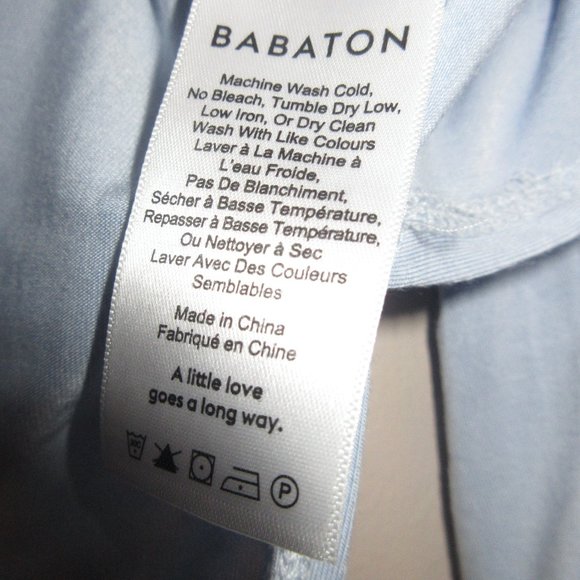 BABATON
Machine Wash Cold,
No Bleach, Tumble Dry Low,
Low Iron, Or Dry Clean
Wash With Like Colours
Laver à La Machine à
L'eau Froide,
Pas De Blanchiment,
Sécher à Basse Température,
Repasser à Basse Température,
Ou Nettoyer à Sec
Laver Avec Des Couleurs
Semblables
Made in China
Fabriqué en Chine
A little love
goes a long way.
P